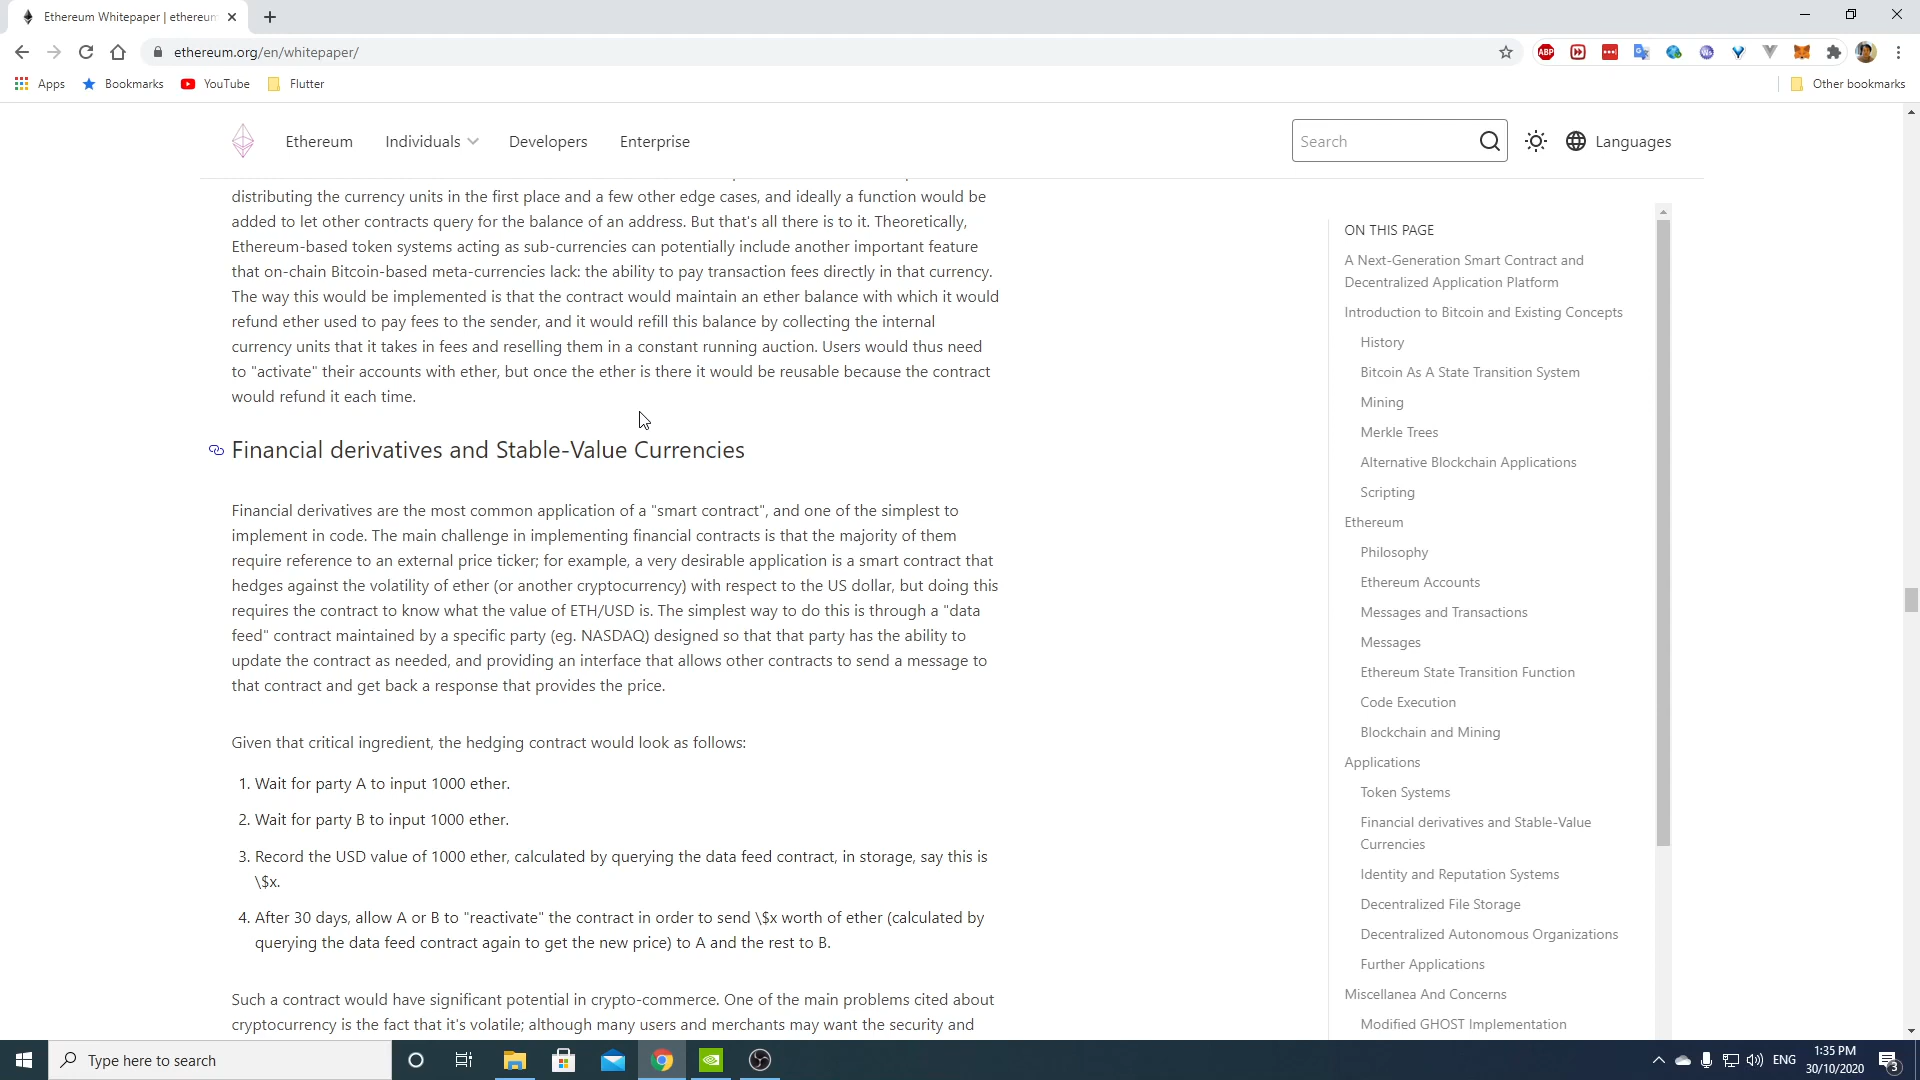 Ethereum Whitepaper | ethereum
ethereum.org/en/whitepaper/
ABP
Apps
Bookmarks
YouTube
Flutter
Other bookmarks
Ethereum
Individuals
Developers
Enterprise
Search
Languages
distributing the currency units in the first place and a few other edge cases, and ideally a function would be
added to let other contracts query for the balance of an address. But that's all there is to it. Theoretically,
Ethereum-based token systems acting as sub-currencies can potentially include another important feature
that on-chain Bitcoin-based meta-currencies lack: the ability to pay transaction fees directly in that currency.
The way this would be implemented is that the contract would maintain an ether balance with which it would
refund ether used to pay fees to the sender, and it would refill this balance by collecting the internal
currency units that it takes in fees and reselling them in a constant running auction. Users would thus need
to "activate" their accounts with ether, but once the ether is there it would be reusable because the contract
would refund it each time.
Financial derivatives and Stable-Value Currencies
Financial derivatives are the most common application of a "smart contract", and one of the simplest to
implement in code. The main challenge in implementing financial contracts is that the majority of them
require reference to an external price ticker; for example, a very desirable application is a smart contract that
hedges against the volatility of ether (or another cryptocurrency) with respect to the US dollar, but doing this
requires the contract to know what the value of ETH/USD is. The simplest way to do this is through a "data
feed" contract maintained by a specific party (eg. NASDAQ) designed so that that party has the ability to
update the contract as needed, and providing an interface that allows other contracts to send a message to
that contract and get back a response that provides the price.
Given that critical ingredient, the hedging contract would look as follows:
1. Wait for party A to input 1000 ether.
2. Wait for party B to input 1000 ether.
3. Record the USD value of 1000 ether, calculated by querying the data feed contract, in storage, say this is
\$x.
4. After 30 days, allow A or B to "reactivate" the contract in order to send \$x worth of ether (calculated by
querying the data feed contract again to get the new price) to A and the rest to B.
Such a contract would have significant potential in crypto-commerce. One of the main problems cited about
cryptocurrency is the fact that it's volatile; although many users and merchants may want the security and
ON THIS PAGE
A Next-Generation Smart Contract and
Decentralized Application Platform
Introduction to Bitcoin and Existing Concepts
History
Bitcoin As A State Transition System
Mining
Merkle Trees
Alternative Blockchain Applications
Scripting
Ethereum
Philosophy
Ethereum Accounts
Messages and Transactions
Messages
Ethereum State Transition Function
Code Execution
Blockchain and Mining
Applications
Token Systems
Financial derivatives and Stable-Value
Currencies
Identity and Reputation Systems
Decentralized File Storage
Decentralized Autonomous Organizations
Further Applications
Miscellanea And Concerns
Modified GHOST Implementation
Type here to search
ENG
1:35 PM
30/10/2020
3